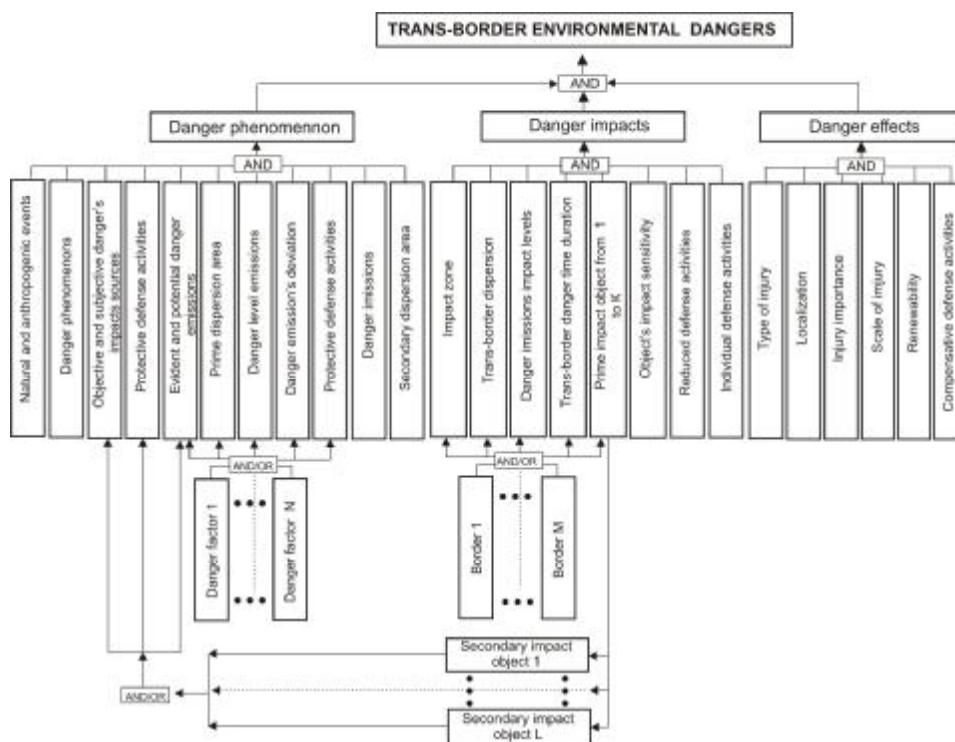 TRANS-BORDER ENVIRONMENTAL DANGERS
AND
Danger phenomennon
Danger impacts
Danger effects
AND
AND
AND
Natural and anthropogenic events
Danger phenomenons
Objective and subjective danger's
impacts sources
Protective defense activities
Evident and potential danger
emissions
Prime dispersion area
Danger level emissions
Danger emission's deviation
Protective defense activities
Danger imissions
Secondary dispersion area
Impact zone
Trans-border dispersion
Danger imissions impact levels
Trans-border danger time duration
Prime impact object from 1
to K
Object's impact sensitivity
Reduced defense activities
Individual defense activities
Type of injury
Localization
Injury importance
Scale of imjury
Renewability
Compensative defense activities
AND/OR
AND/OR
Danger factor 1
Danger factor N
Border 1
Border M
Secondary impact
object 1
AND/OR
Secondary impact
object L